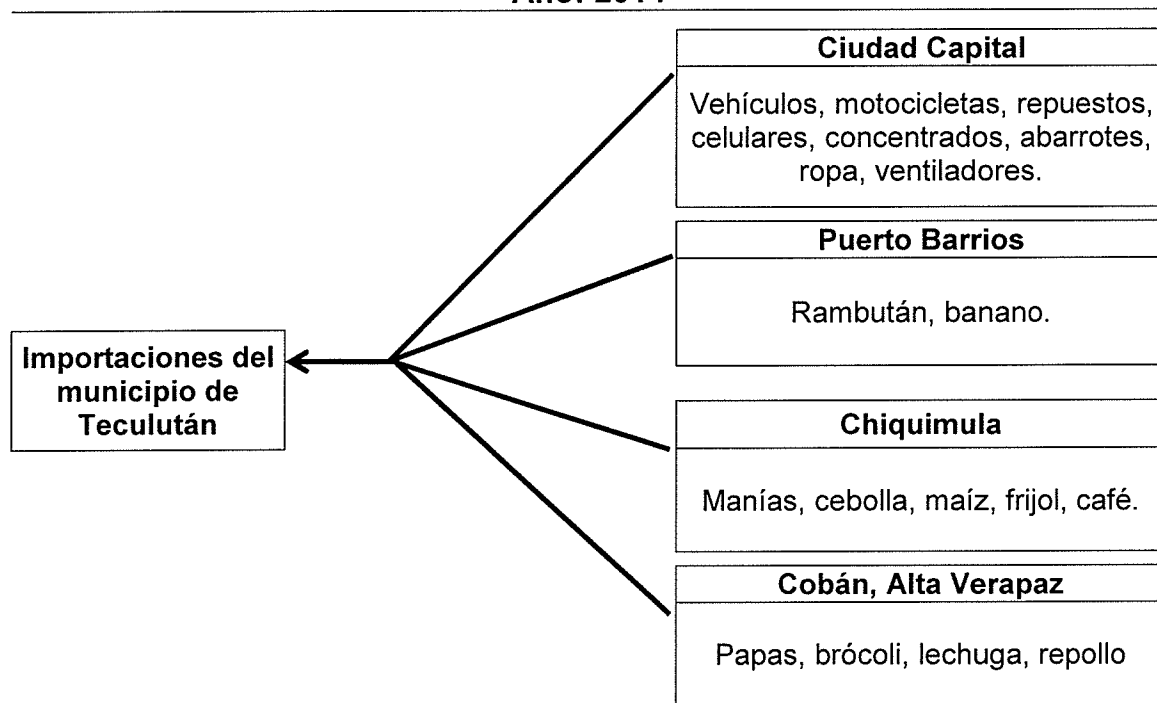 Ciudad Capital
Vehículos, motocicletas, repuestos,
celulares, concentrados, abarrotes,
ropa, ventiladores.
Puerto Barrios
Rambután, banano.
Importaciones del
municipio de
Teculután
Chiquimula
Manías, cebolla, maíz, frijol, café.
Cobán, Alta Verapaz
Papas, brócoli, lechuga, repollo